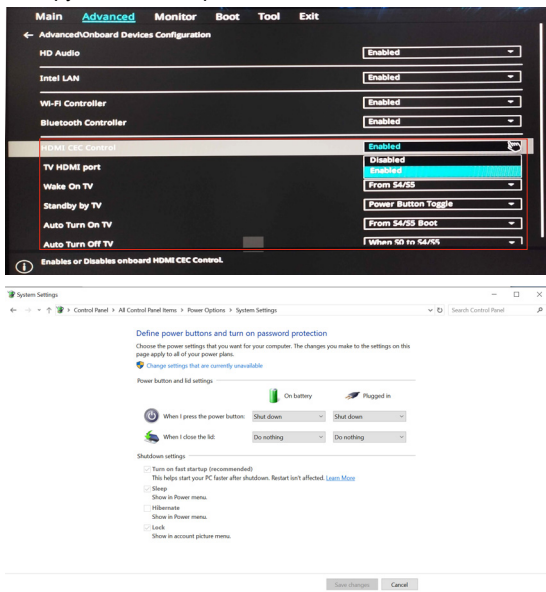 Main Advanced Monitor Boot Tool Exit
← Advanced\Onboard Devices Configuration
HD Audio Enabled
Intel LAN Enabled
Wi-Fi Controller Enabled
Bluetooth Controller Enabled
HDMI CEC Control Enabled
Disabled
TV HDMI port Enabled
Wake On TV From S4/S5
Standby by TV Power Button Toggle
Auto Turn On TV From S4/S5 Boot
Auto Turn Off TV When S0 to S4/S5
Enables or Disables onboard HDMI CEC Control.
System Settings
Control Panel > All Control Panel Items > Power Options > System Settings Search Control Panel
Define power buttons and turn on password protection
Choose the power settings that you want for your computer. The changes you make to the settings on this
page apply to all of your power plans.
Change settings that are currently unavailable
Power button and lid settings
On battery Plugged in
When I press the power button: Shut down Shut down
When I close the lid: Do nothing Do nothing
Shutdown settings
Turn on fast startup (recommended)
This helps start your PC faster after shutdown. Restart isn't affected. Learn More
Sleep
Show in Power menu.
Hibernate
Show in Power menu.
Lock
Show in account picture menu.
Save changes Cancel